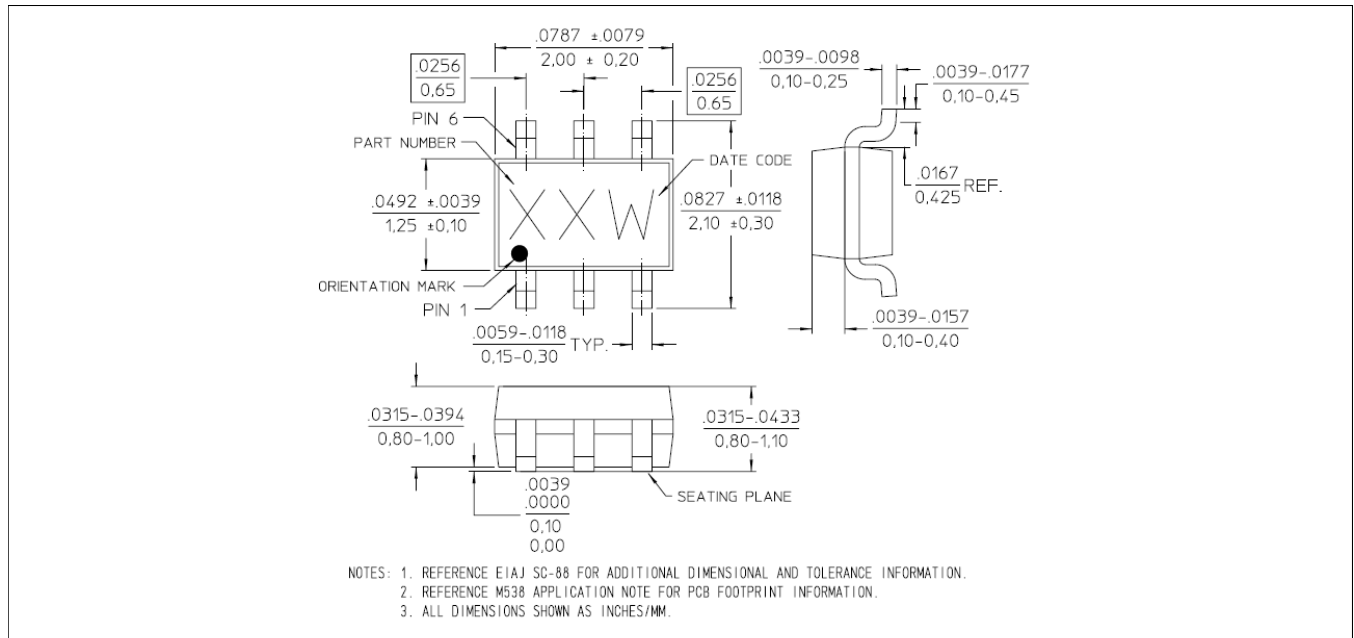 .0787 ±.0079
2,00 ± 0,20
.0256
0,65
.0256
0.65
.0039-.0098
0,10-0,25
.0039-.0177
0,10-0,45
PIN 6
PART NUMBER
DATE CODE
.0492 ±.0039
1,25 ±0,10
XXW
.0827 ±.0118
2,10 ±0,30
.0167
0,425
REF.
ORIENTATION MARK
PIN 1
.0059-.0118
0,15-0,30
TYP.
.0039-.0157
0,10-0,40
.0315-.0394
0,80-1,00
.0315-.0433
0,80-1,10
.0039
.0000
0,10
0,00
SEATING PLANE
NOTES: 1. REFERENCE EIAJ SC-88 FOR ADDITIONAL DIMENSIONAL AND TOLERANCE INFORMATION.
2. REFERENCE M538 APPLICATION NOTE FOR PCB FOOTPRINT INFORMATION.
3. ALL DIMENSIONS SHOWN AS INCHES/MM.